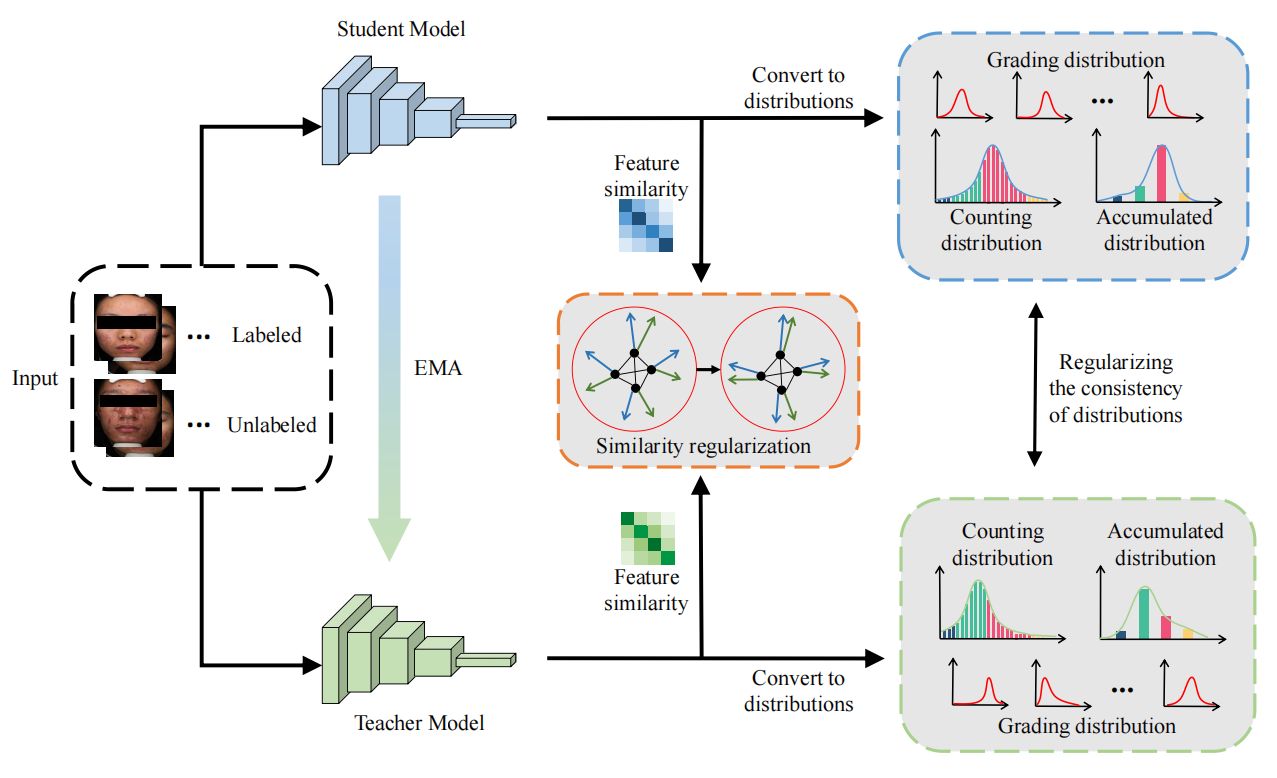 Student Model
Convert to
distributions
Grading distribution
...
Feature
similarity
Counting
distribution
Accumulated
distribution
Input
... Labeled
... Unlabeled
EMA
Similarity regularization
Regularizing
the consistency
of distributions
Feature
similarity
Counting
distribution
Accumulated
distribution
...
Grading distribution
Convert to
distributions
Teacher Model